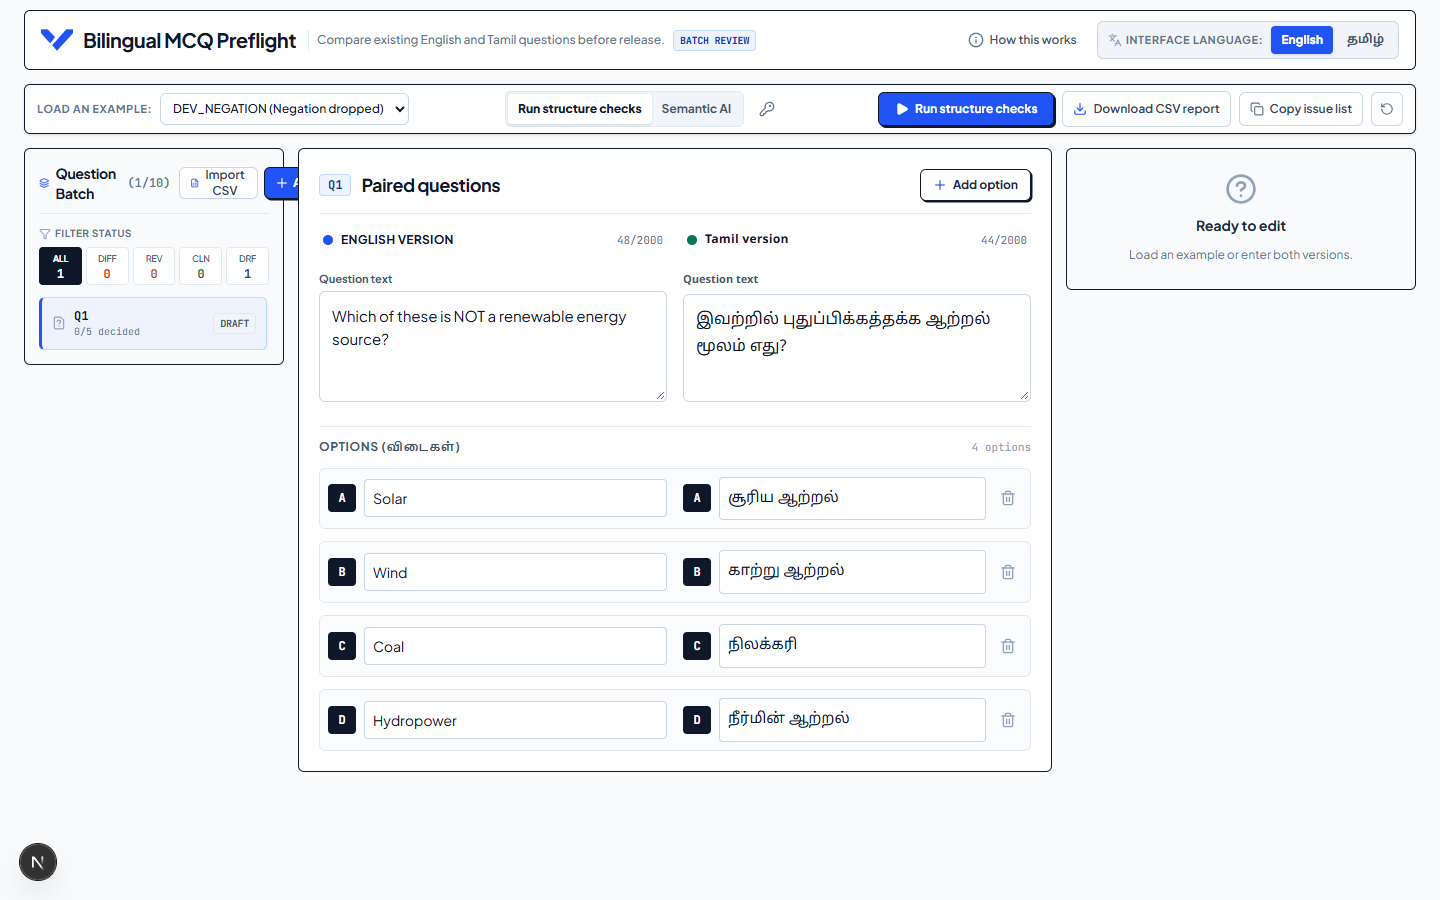 Bilingual MCQ Preflight
Compare existing English and Tamil questions before release.
BATCH REVIEW
How this works
INTERFACE LANGUAGE:
English
தமிழ்
LOAD AN EXAMPLE:
DEV_NEGATION (Negation dropped)
Run structure checks
Semantic AI
Run structure checks
Download CSV report
Copy issue list
Question Batch
(1/10)
Import CSV
FILTER STATUS
ALL 1
DIFF 0
REV 0
CLN 0
DRF 1
Q1
0/5 decided
DRAFT
Q1
Paired questions
Add option
ENGLISH VERSION
48/2000
Tamil version
44/2000
Question text
Which of these is NOT a renewable energy
source?
Question text
இவற்றில் புதுப்பிக்கத்தக்க ஆற்றல்
மூலம் எது?
OPTIONS (விடைகள்)
4 options
A Solar
A சூரிய ஆற்றல்
B Wind
B காற்று ஆற்றல்
C Coal
C நிலக்கரி
D Hydropower
D நீர்மின் ஆற்றல்
Ready to edit
Load an example or enter both versions.
N